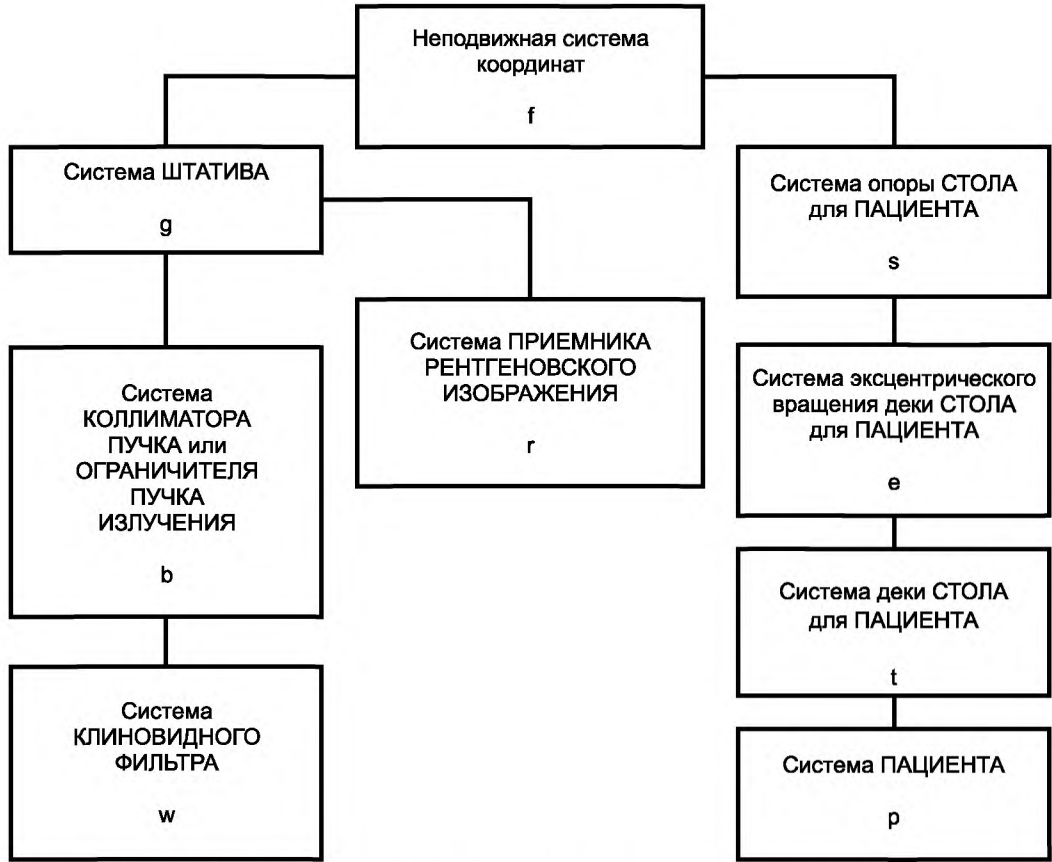 Неподвижная система
координат
f
Система ШТАТИВА
g
Система опоры СТОЛА
для ПАЦИЕНТА
s
Система ПРИЕМНИКА
РЕНТГЕНОВСКОГО
ИЗОБРАЖЕНИЯ
r
Система
КОЛЛИМАТОРА
ПУЧКА или
ОГРАНИЧИТЕЛЯ
ПУЧКА
ИЗЛУЧЕНИЯ
b
Система эксцентрического
вращения деки СТОЛА
для ПАЦИЕНТА
e
Система деки СТОЛА
для ПАЦИЕНТА
t
Система
КЛИНОВИДНОГО
ФИЛЬТРА
w
Система ПАЦИЕНТА
p